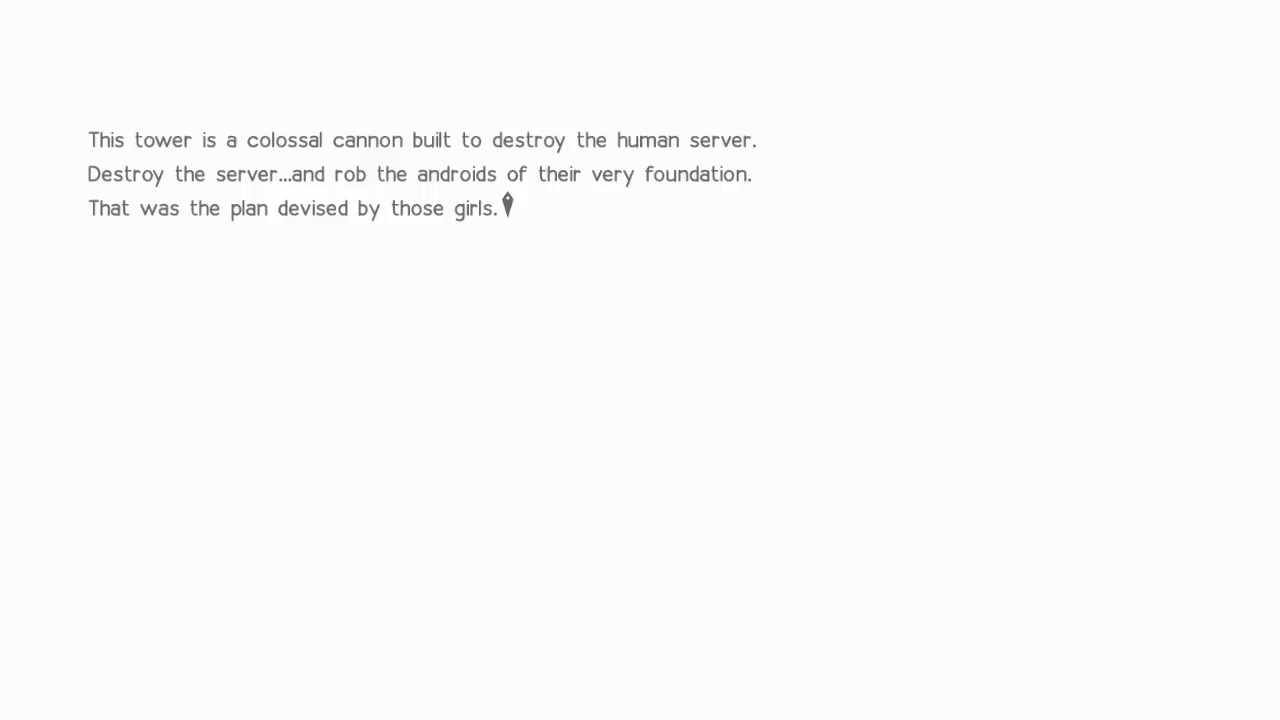 This tower is a colossal cannon built to destroy the human server.
Destroy the server...and rob the androids of their very foundation.
That was the plan devised by those girls.